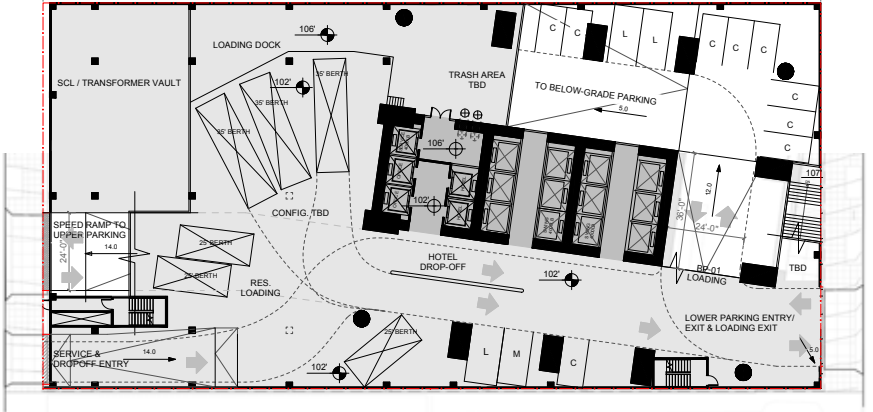 106'
LOADING DOCK
C
C
L
L
C
C
C
SCL / TRANSFORMER VAULT
102'
35' BERTH
35' BERTH
35' BERTH
TRASH AREA
TBD
TO BELOW-GRADE PARKING
5.0
C
C
C
106'
107'
102'
12.0
36'-0"
24'-0"
CONFIG. TBD
SPEED RAMP TO
UPPER PARKING
24'-0"
14.0
25' BERTH
25' BERTH
RES.
LOADING
HOTEL
DROP-OFF
102'
LOADING
TBD
LOWER PARKING ENTRY/
EXIT & LOADING EXIT
5.0
25' BERTH
SERVICE &
DROPOFF ENTRY
14.0
102'
L
M
C